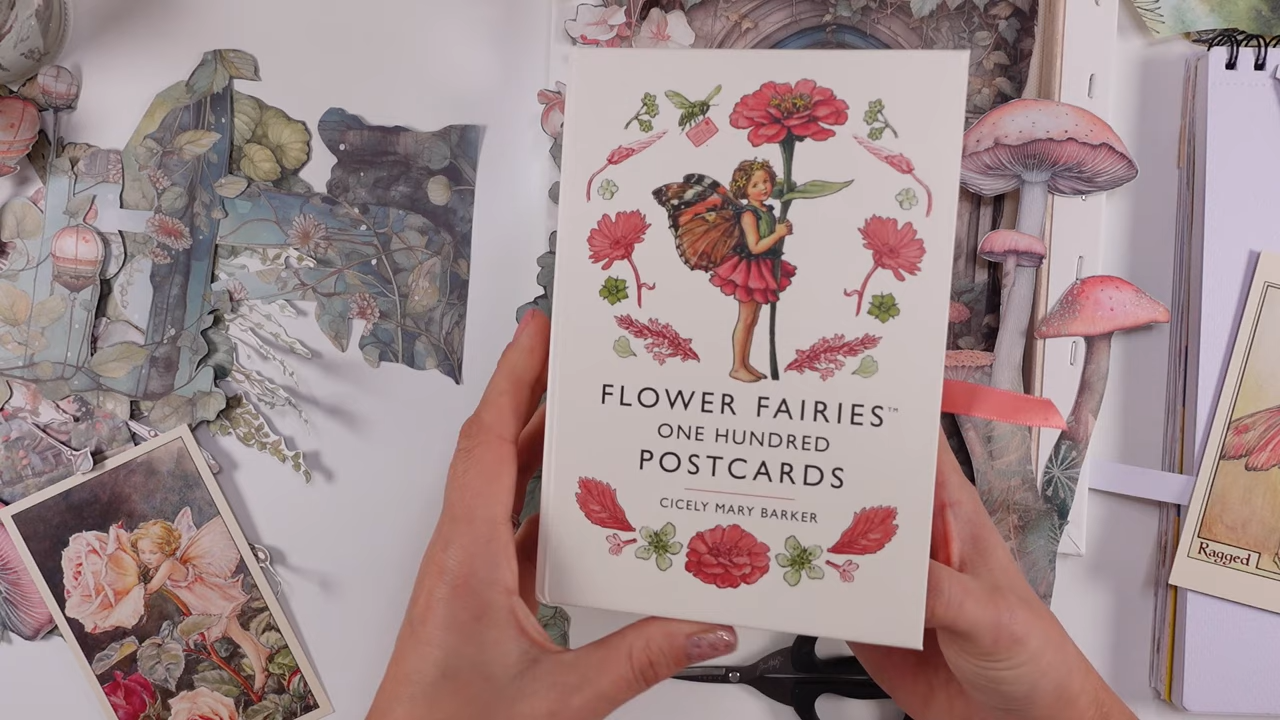 FLOWER FAIRIES™
ONE HUNDRED
POSTCARDS
CICELY MARY BARKER
Ragged